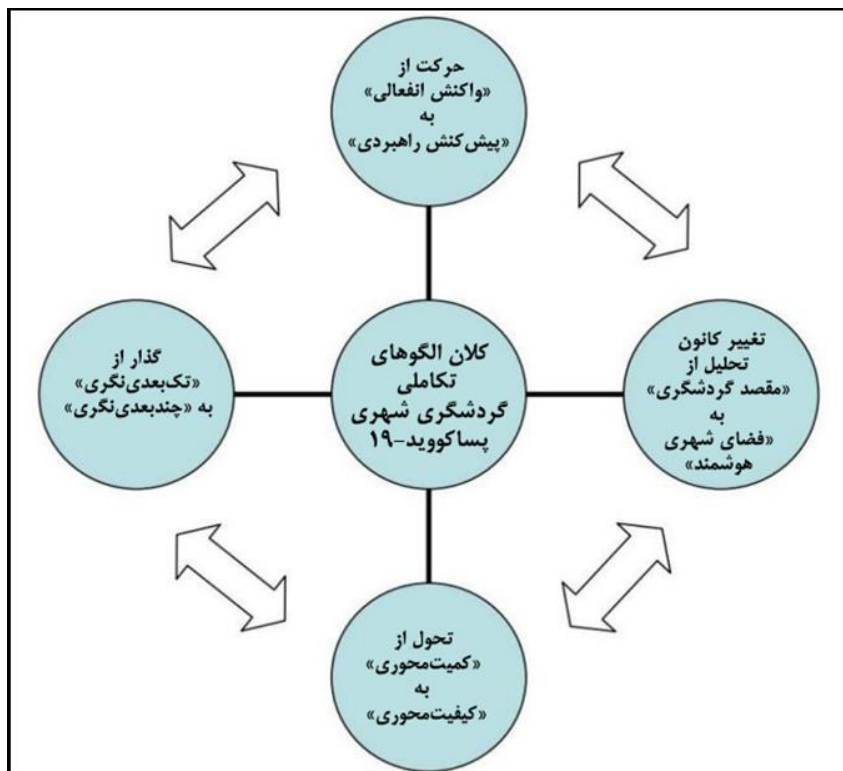 حرکت از
«واکنش انفعالی»
به
«پیش‌کنش راهبردی»
تغییر کانون
تحلیل از
«مقصد گردشگری»
به
«فضای شهری
هوشمند»
کلان الگوهای
تکاملی
گردشگری شهری
پساکووید-۱۹
گذار از
«تک‌بعدی‌نگری»
به «چندبعدی‌نگری»
تحول از
«کمیت‌محوری»
به
«کیفیت‌محوری»